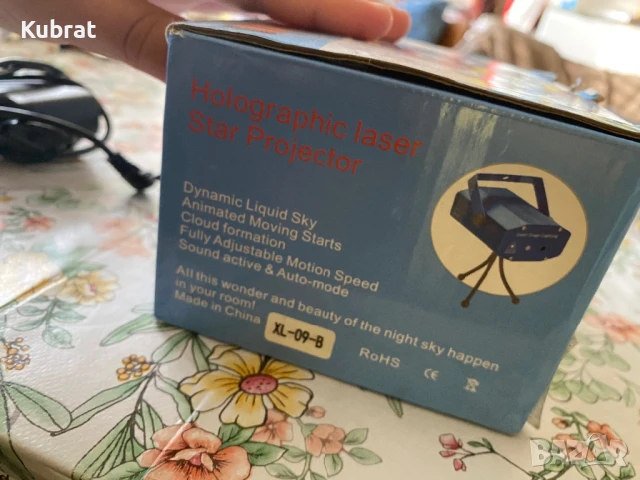 Kubrat
Holographic laser
Star Projector
Dynamic Liquid Sky
Animated Moving Starts
Cloud formation
Fully Adjustable Motion Speed
Sound active & Auto-mode
All this wonder and beauty of the night sky happen
in your room!
Made in China
XL-09-B
RoHS
CE
bazar.bg